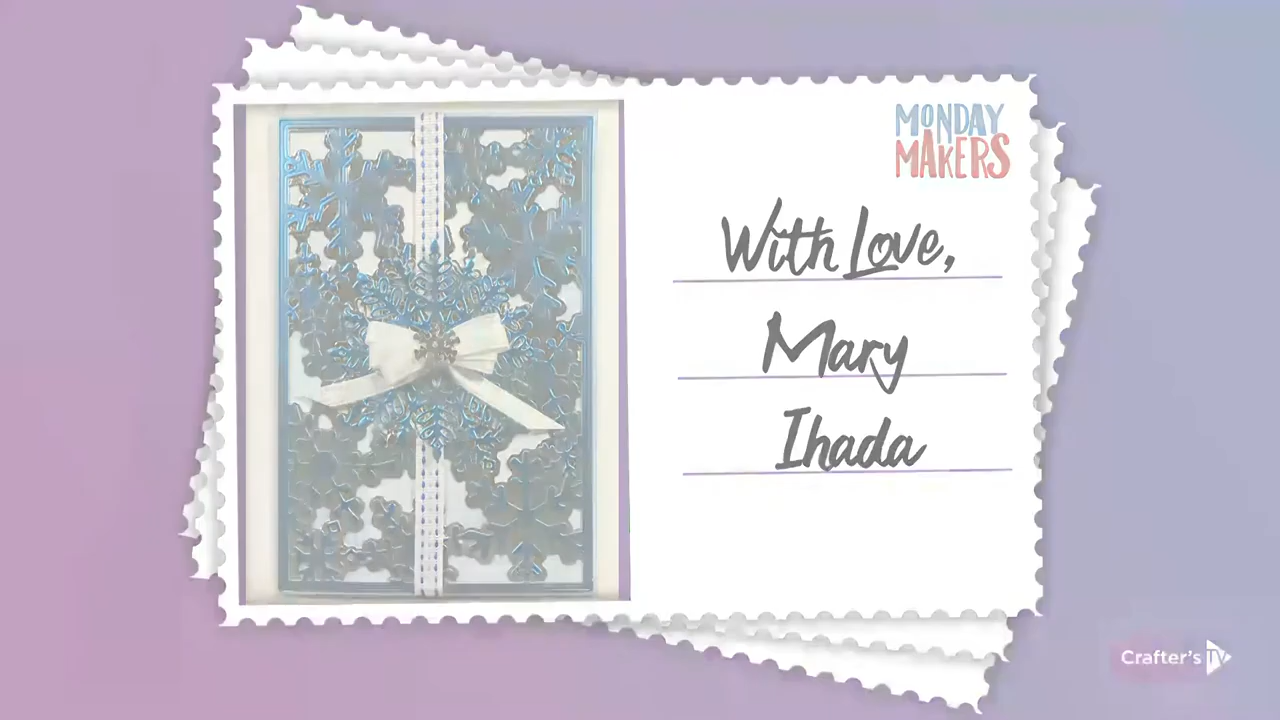 MONDAY
MAKERS
With Love,
Mary
Ihada
Crafter's TV